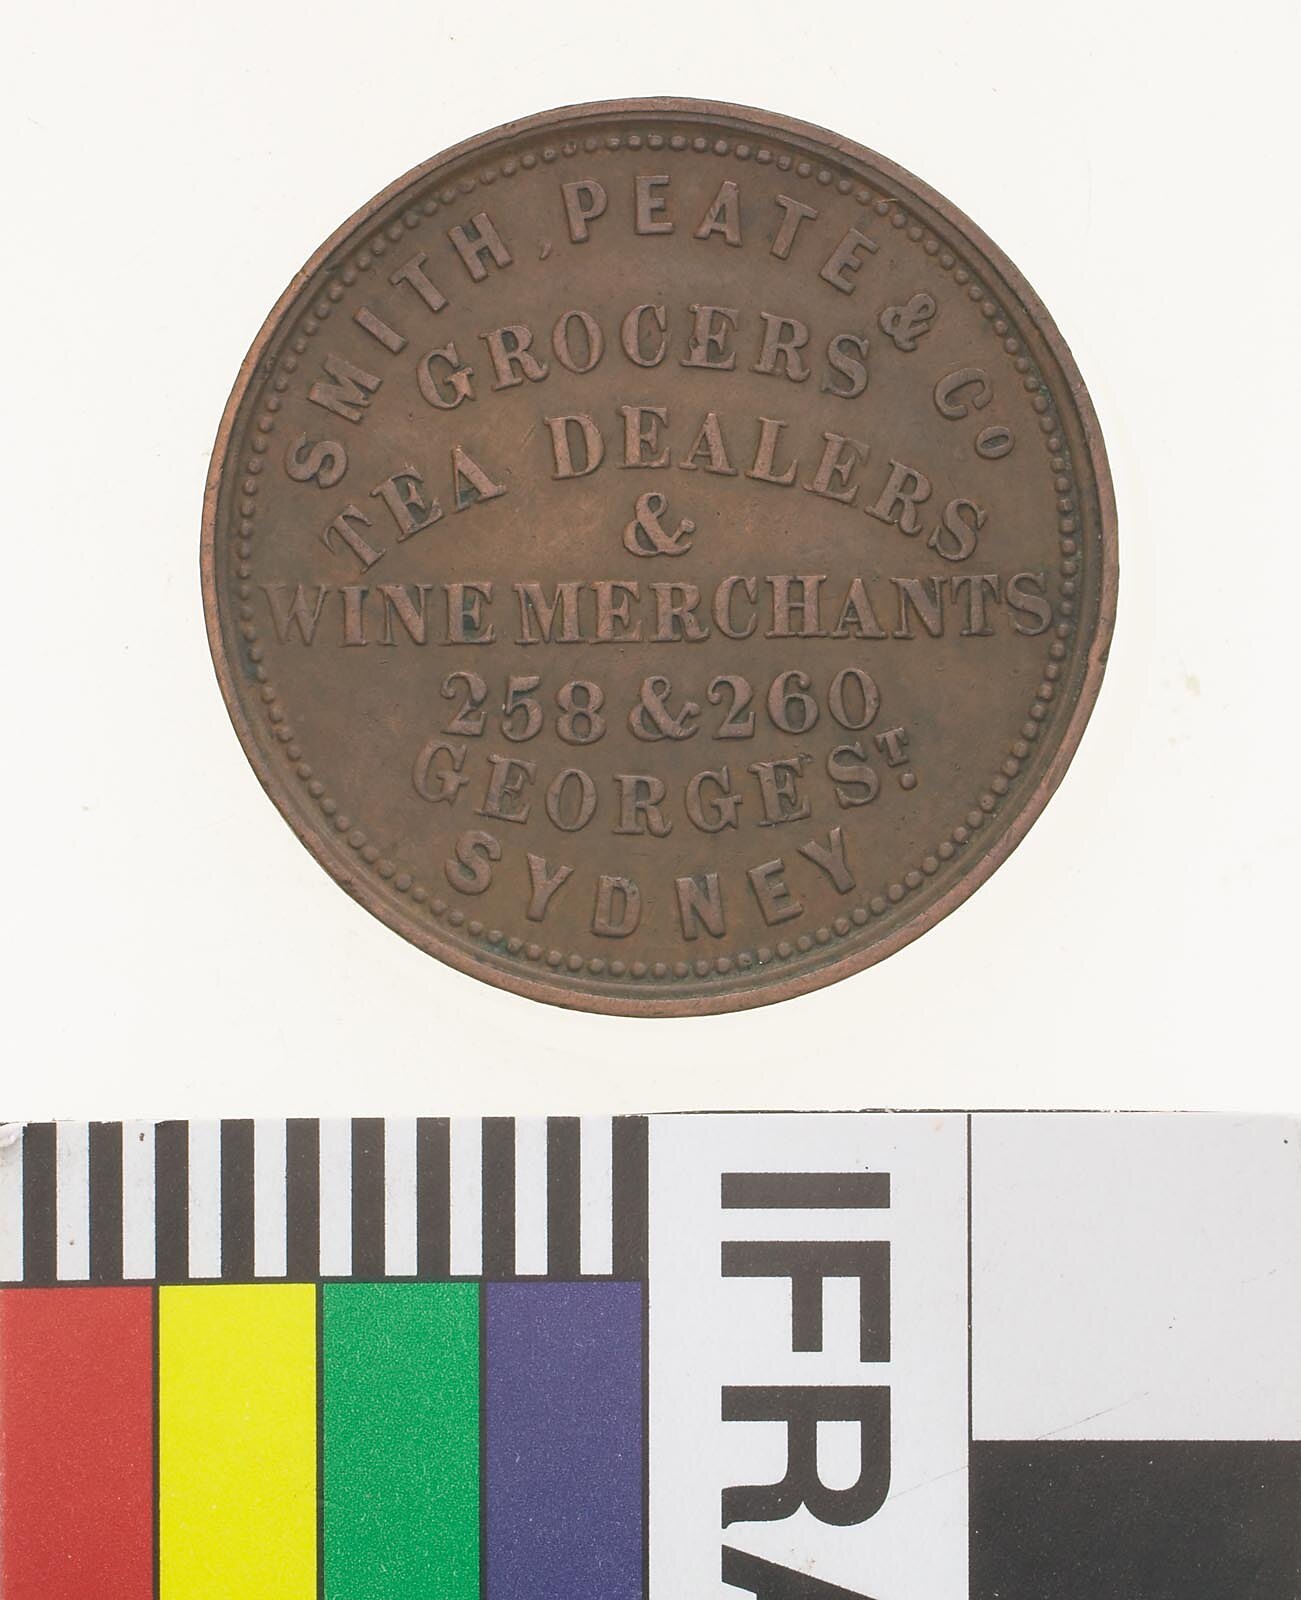 SMITH, PEATE & Co
GROCERS
TEA DEALERS
&
WINE MERCHANTS
258 & 260
GEORGE ST.
SYDNEY
IFRA